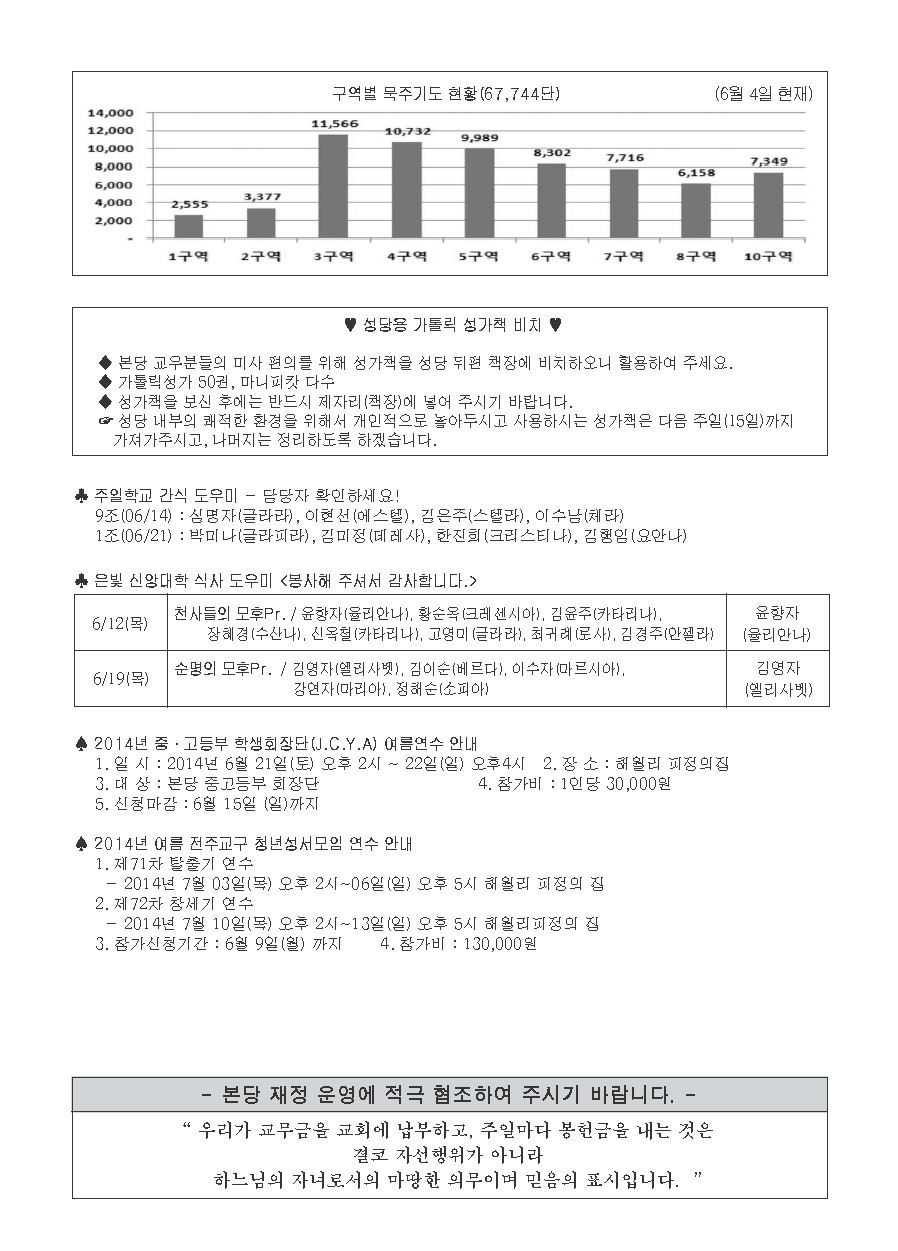 구역별 묵주기도 현황(67,744단) (6월 4일 현재)
14,000
12,000
10,000
8,000
6,000
4,000
2,000
-
2,555 3,377 11,566 10,732 9,989 8,302 7,716 6,158 7,349
1구역 2구역 3구역 4구역 5구역 6구역 7구역 8구역 10구역
♥ 성당용 가톨릭 성가책 비치 ♥
◆ 본당 교우분들의 미사 편의를 위해 성가책을 성당 뒤편 책장에 비치하오니 활용하여 주세요.
◆ 가톨릭성가 50권, 마니피캇 다수
◆ 성가책을 보신 후에는 반드시 제자리(책장)에 넣어 주시기 바랍니다.
☞ 성당 내부의 쾌적한 환경을 위해서 개인적으로 놓아두시고 사용하시는 성가책은 다음 주일(15일)까지
가져가주시고, 나머지는 정리하도록 하겠습니다.
♣ 주일학교 간식 도우미 - 담당자 확인하세요!
9조(06/14) : 심명자(글라라), 이현선(에스텔), 김은주(스텔라), 이수남(체라)
1조(06/21) : 박미나(글라피라), 김미정(데레사), 한진희(크리스티나), 김행임(요안나)
♣ 은빛 신앙대학 식사 도우미 <봉사해 주셔서 감사합니다.>
6/12(목) 천사들의 모후Pr. / 윤향자(율리안나), 황순옥(크레센시아), 김윤주(카타리나), 윤향자
장혜경(수산나), 신옥철(카타리나), 고영미(글라라), 최귀례(로사), 김경주(안젤라) (율리안나)
6/19(목) 순명의 모후Pr. / 김영자(엘리사벳), 김이순(베르다), 이수자(마르시아), 김영자
강연자(마리아), 정해순(소피아) (엘리사벳)
♠ 2014년 중·고등부 학생회장단(J.C.Y.A) 여름연수 안내
1. 일 시 : 2014년 6월 21일(토) 오후 2시 ~ 22일(일) 오후4시 2. 장 소 : 해월리 피정의집
3. 대 상 : 본당 중고등부 회장단 4. 참가비 : 1인당 30,000원
5. 신청마감 : 6월 15일 (일)까지
♠ 2014년 여름 전주교구 청년성서모임 연수 안내
1. 제71차 탈출기 연수
- 2014년 7월 03일(목) 오후 2시~06일(일) 오후 5시 해월리 피정의 집
2. 제72차 창세기 연수
- 2014년 7월 10일(목) 오후 2시~13일(일) 오후 5시 해월리피정의 집
3. 참가신청기간 : 6월 9일(월) 까지 4. 참가비 : 130,000원
- 본당 재정 운영에 적극 협조하여 주시기 바랍니다. -
“ 우리가 교무금을 교회에 납부하고, 주일마다 봉헌금을 내는 것은
결코 자선행위가 아니라
하느님의 자녀로서의 마땅한 의무이며 믿음의 표시입니다. ”